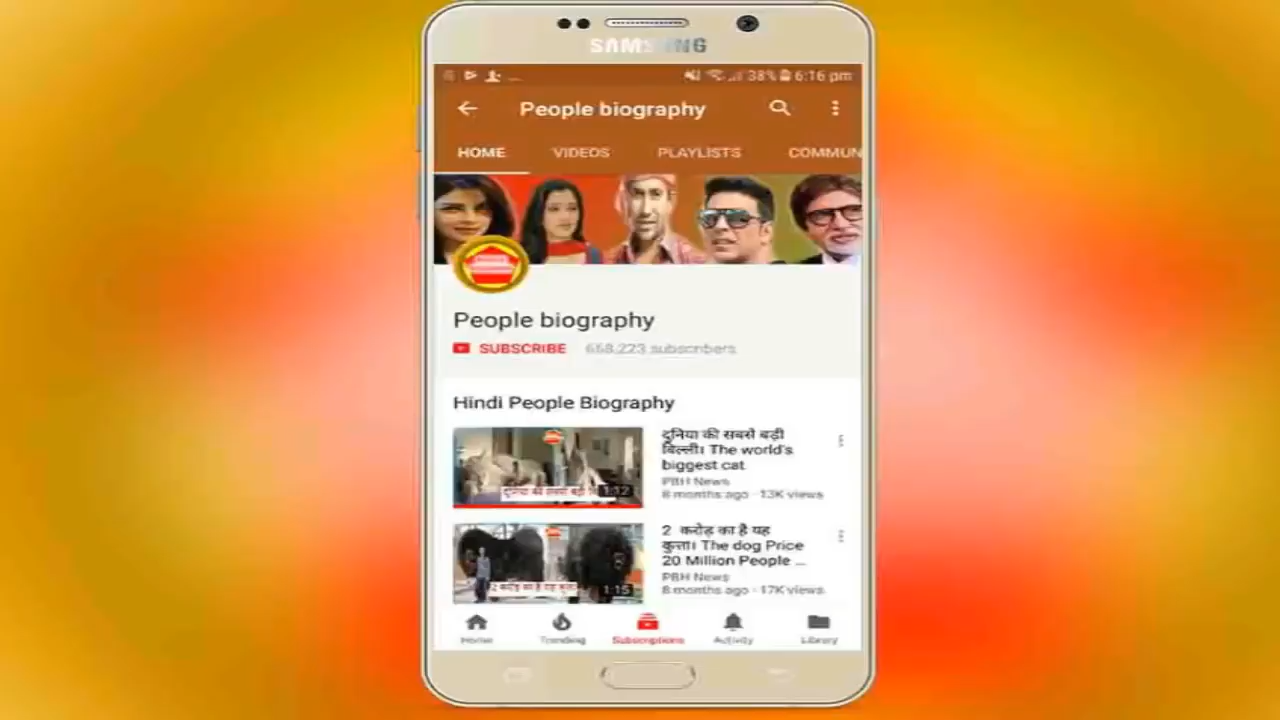 SAMSUNG
38% 6:16 pm
People biography
HOME VIDEOS PLAYLISTS COMMUN
People biography
SUBSCRIBE 668,223 subscribers
Hindi People Biography
दुनिया की सबसे बड़ी
बिल्ली। The world's
biggest cat
PBH News
8 months ago · 13K views
1:12
2 करोड़ का है यह
कुत्ता। The dog Price
20 Million People ...
PBH News
8 months ago · 17K views
2 करोड़ का है यह कुत्ता
1:15
Home Trending Subscriptions Activity Library